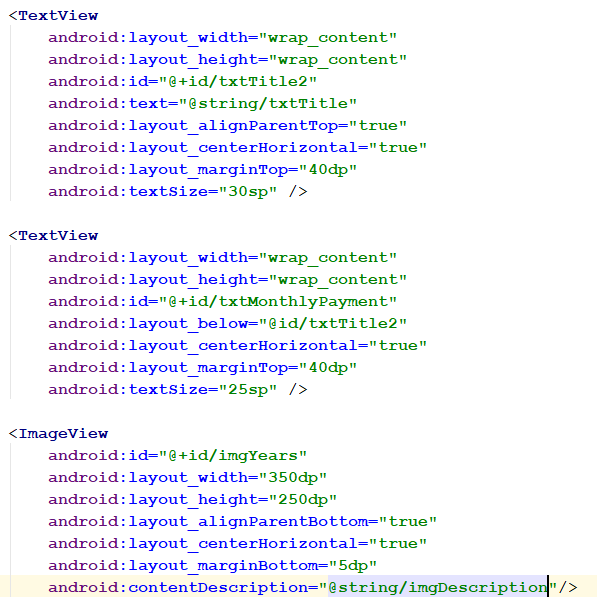 <TextView
android:layout_width="wrap_content"
android:layout_height="wrap_content"
android:id="@+id/txtTitle2"
android:text="@string/txtTitle"
android:layout_alignParentTop="true"
android:layout_centerHorizontal="true"
android:layout_marginTop="40dp"
android:textSize="30sp" />
<TextView
android:layout_width="wrap_content"
android:layout_height="wrap_content"
android:id="@+id/txtMonthlyPayment"
android:layout_below="@id/txtTitle2"
android:layout_centerHorizontal="true"
android:layout_marginTop="40dp"
android:textSize="25sp" />
<ImageView
android:id="@+id/imgYears"
android:layout_width="350dp"
android:layout_height="250dp"
android:layout_alignParentBottom="true"
android:layout_centerHorizontal="true"
android:layout_marginBottom="5dp"
android:contentDescription="@string/imgDescription"/>